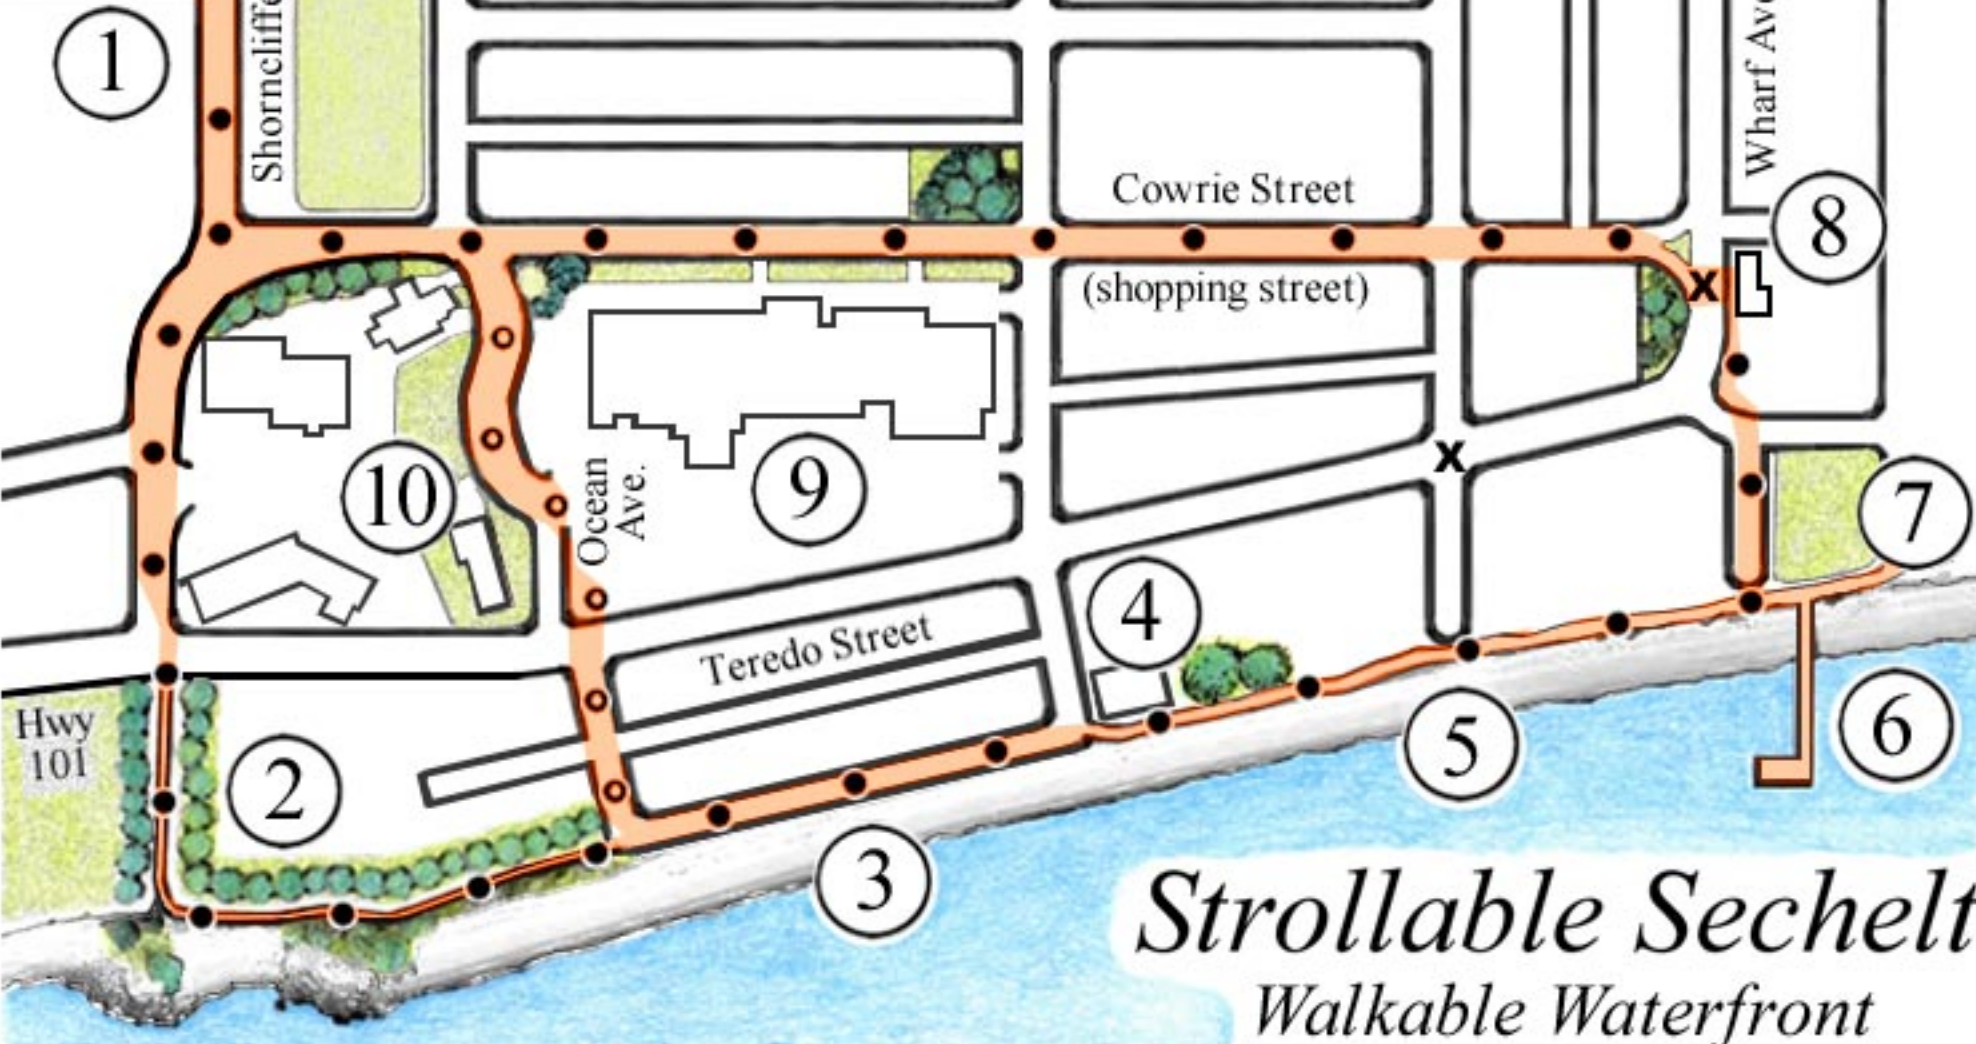 1
Shorncliffe
Wharf Ave
Cowrie Street
8
(shopping street)
x
x
10
Ocean
Ave.
9
7
4
Teredo Street
Hwy
101
2
5
6
3
Strollable Sechelt
Walkable Waterfront